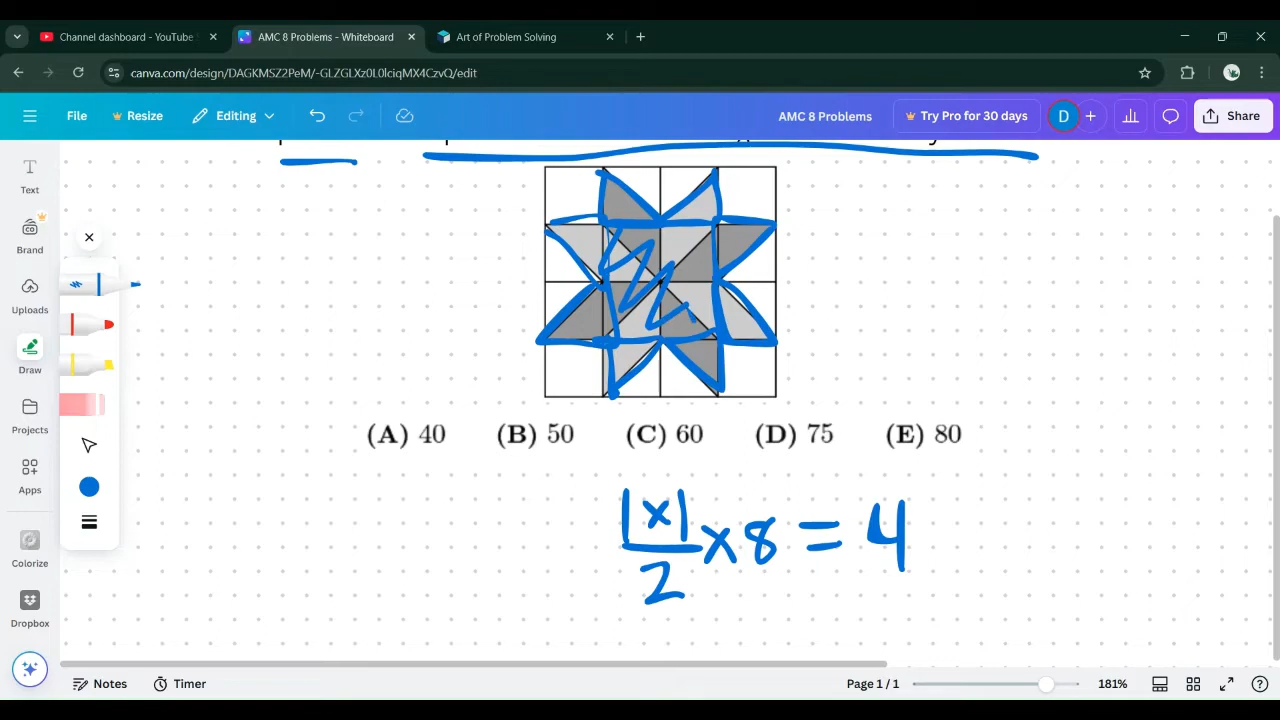 Channel dashboard - YouTube
AMC 8 Problems - Whiteboard
Art of Problem Solving
canva.com/design/DAGKMSZ2PeM/-GLZGLXz0L0lciqMX4CzvQ/edit
File
Resize
Editing
AMC 8 Problems
Try Pro for 30 days
D
Share
Text
Brand
Uploads
Draw
Projects
Apps
Colorize
Dropbox
(A) 40 (B) 50 (C) 60 (D) 75 (E) 80
1x1
2
x 8 = 4
Notes
Timer
Page 1 / 1
181%